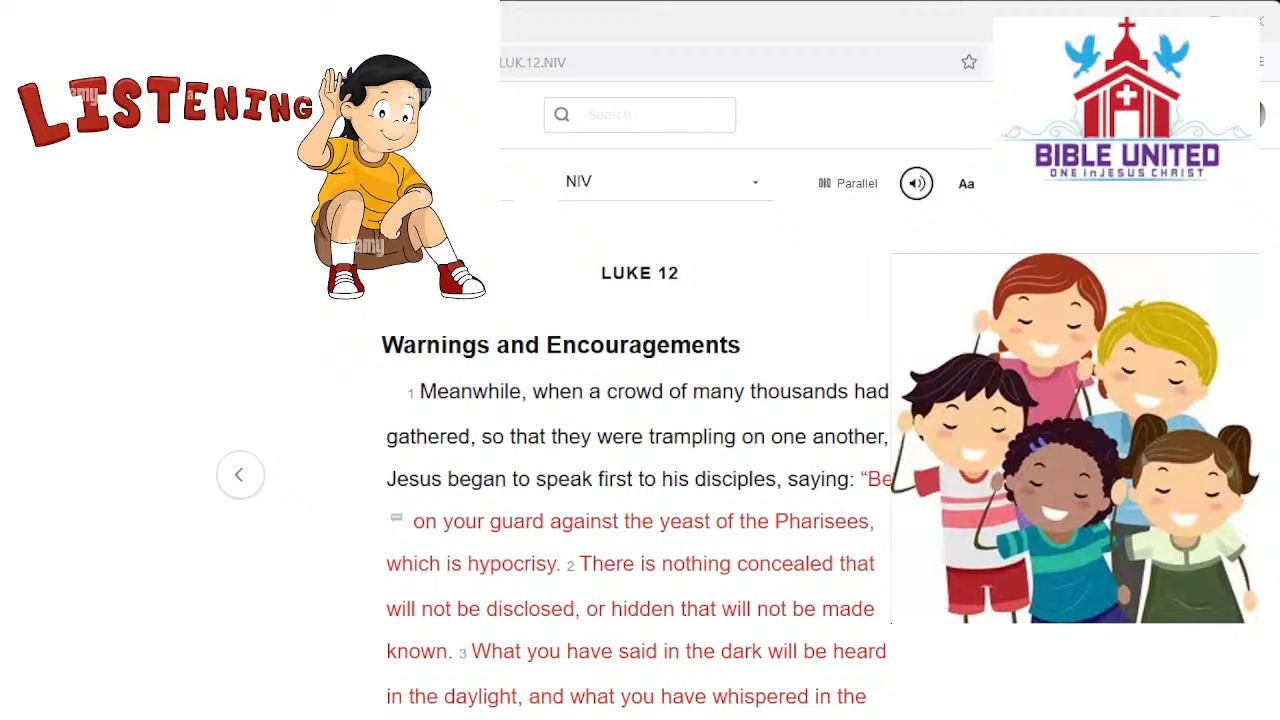 LISTENING
LUK.12.NIV
Search...
NIV
Parallel
Aa
BIBLE UNITED
ONE in JESUS CHRIST
LUKE 12
Warnings and Encouragements
1 Meanwhile, when a crowd of many thousands had
gathered, so that they were trampling on one another,
Jesus began to speak first to his disciples, saying: “Be
on your guard against the yeast of the Pharisees,
which is hypocrisy. 2 There is nothing concealed that
will not be disclosed, or hidden that will not be made
known. 3 What you have said in the dark will be heard
in the daylight, and what you have whispered in the